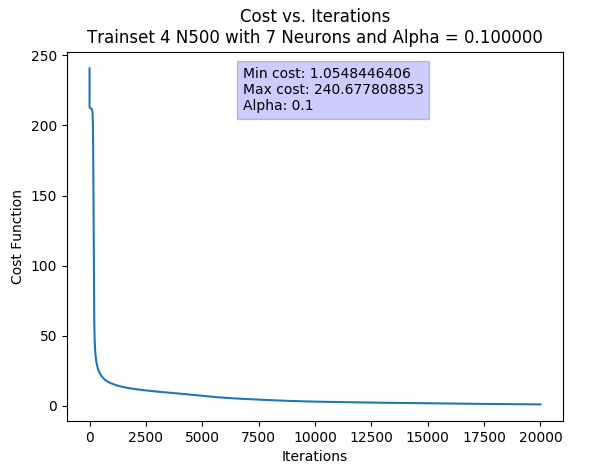 Cost vs. Iterations
Trainset 4 N500 with 7 Neurons and Alpha = 0.100000
Min cost: 1.0548446406
Max cost: 240.677808853
Alpha: 0.1
250
200
150
100
50
0
Cost Function
0 2500 5000 7500 10000 12500 15000 17500 20000
Iterations